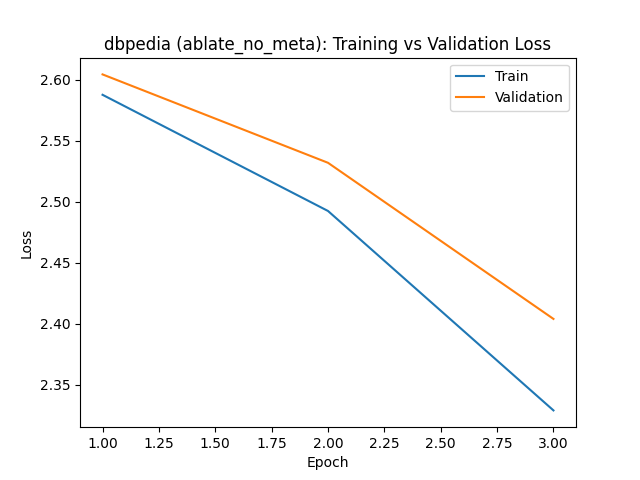 dbpedia (ablate_no_meta): Training vs Validation Loss
Train
Validation
2.60
2.55
2.50
2.45
2.40
2.35
Loss
1.00 1.25 1.50 1.75 2.00 2.25 2.50 2.75 3.00
Epoch